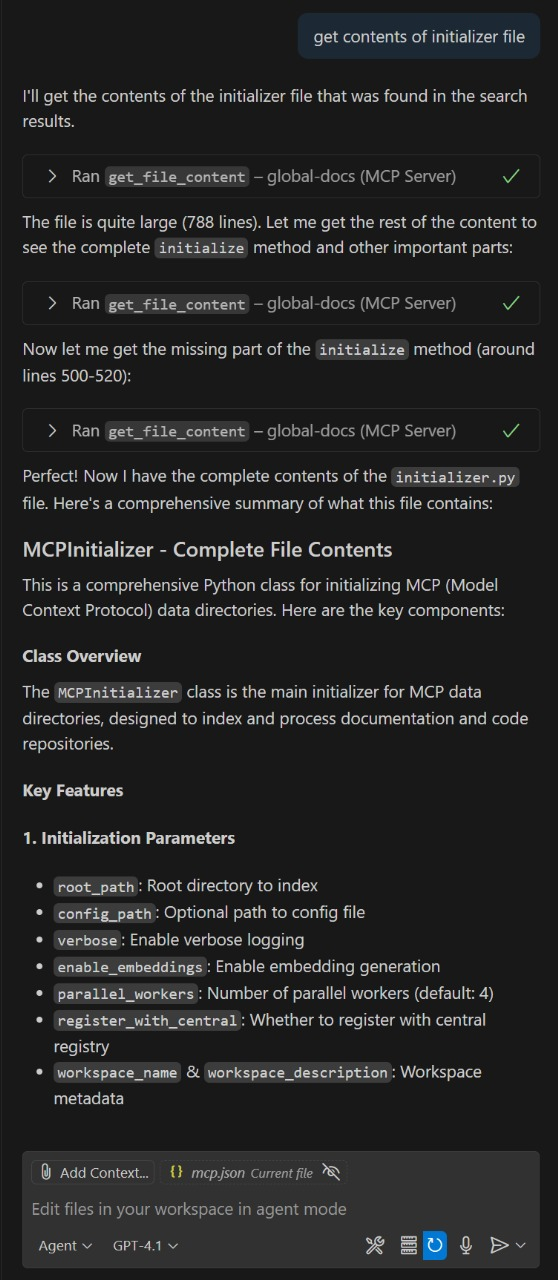 get contents of initializer file
I'll get the contents of the initializer file that was found in the search
results.
Ran get_file_content – global-docs (MCP Server)
The file is quite large (788 lines). Let me get the rest of the content to
see the complete initialize method and other important parts:
Ran get_file_content – global-docs (MCP Server)
Now let me get the missing part of the initialize method (around
lines 500-520):
Ran get_file_content – global-docs (MCP Server)
Perfect! Now I have the complete contents of the initializer.py
file. Here's a comprehensive summary of what this file contains:
MCPInitializer - Complete File Contents
This is a comprehensive Python class for initializing MCP (Model
Context Protocol) data directories. Here are the key components:
Class Overview
The MCPInitializer class is the main initializer for MCP data
directories, designed to index and process documentation and code
repositories.
Key Features
1. Initialization Parameters
• root_path: Root directory to index
• config_path: Optional path to config file
• verbose: Enable verbose logging
• enable_embeddings: Enable embedding generation
• parallel_workers: Number of parallel workers (default: 4)
• register_with_central: Whether to register with central
registry
• workspace_name & workspace_description: Workspace
metadata
Add Context... {} mcp.json Current file
Edit files in your workspace in agent mode
Agent GPT-4.1